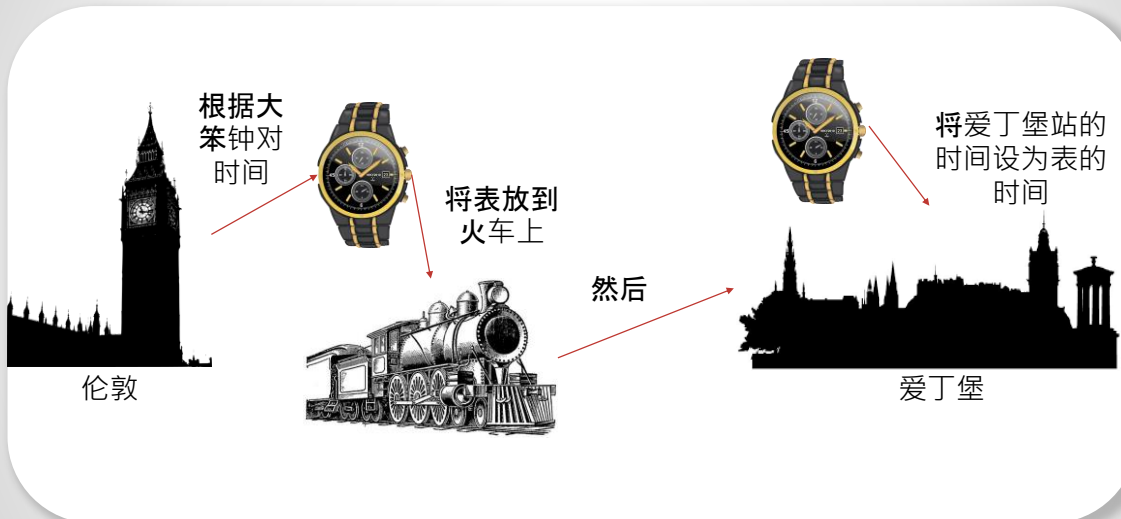 根据大
笨钟对
时间
将表放到
火车上
然后
将爱丁堡站的
时间设为表的
时间
伦敦
爱丁堡